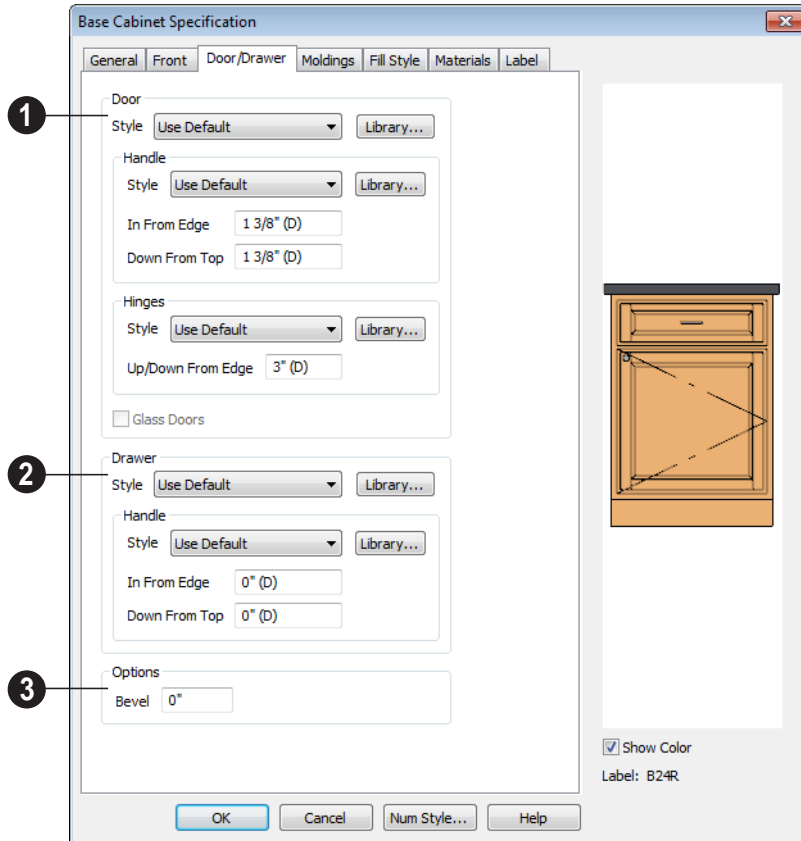 Base Cabinet Specification
General Front Door/Drawer Moldings Fill Style Materials Label
Door
1
Style Use Default Library...
Handle
Style Use Default Library...
In From Edge 1 3/8" (D)
Down From Top 1 3/8" (D)
Hinges
Style Use Default Library...
Up/Down From Edge 3" (D)
Glass Doors
Drawer
2
Style Use Default Library...
Handle
Style Use Default Library...
In From Edge 0" (D)
Down From Top 0" (D)
Options
3
Bevel 0"
Show Color
Label: B24R
OK Cancel Num Style... Help